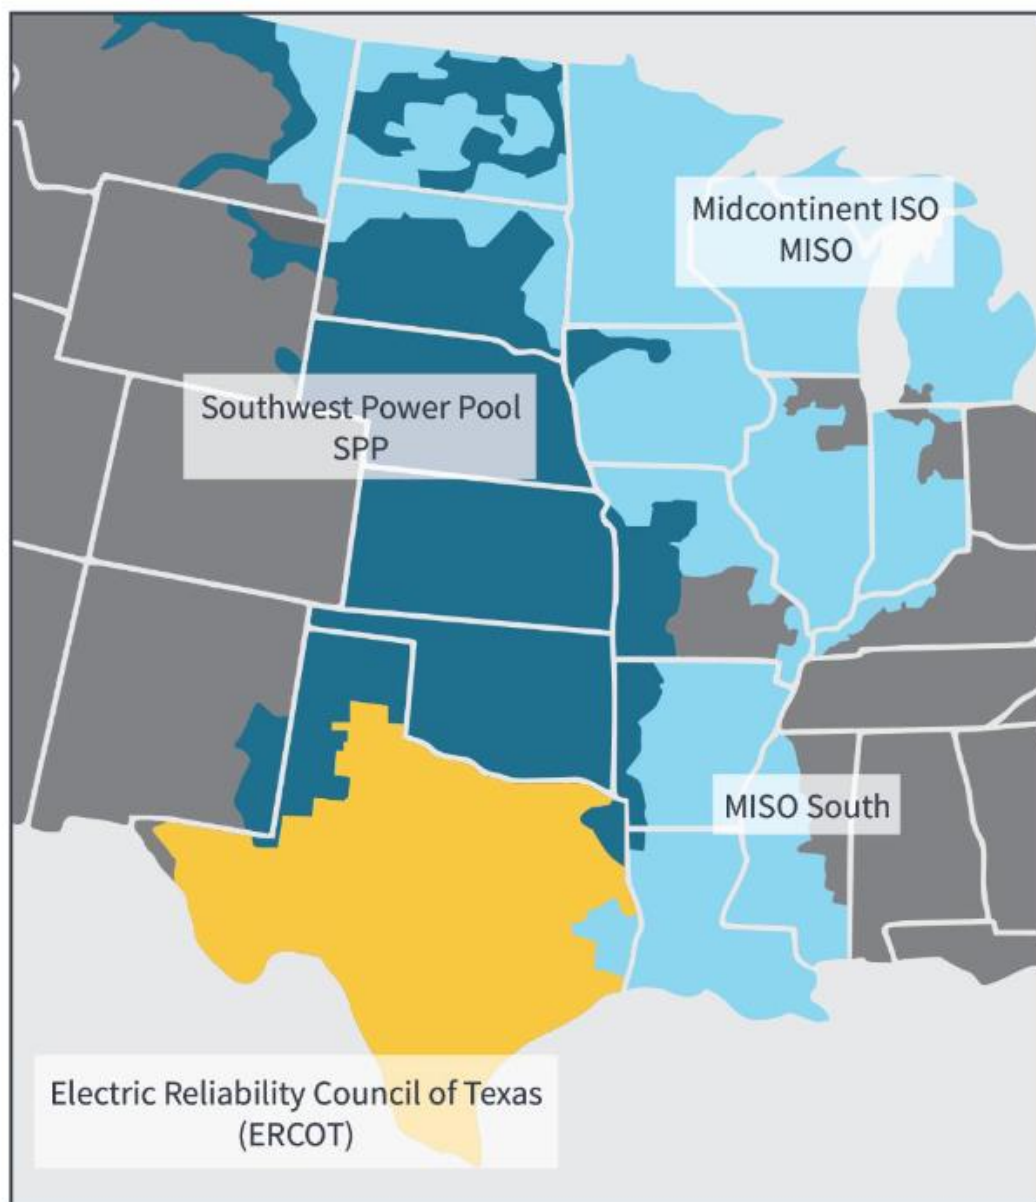 Midcontinent ISO
MISO
Southwest Power Pool
SPP
MISO South
Electric Reliability Council of Texas
(ERCOT)